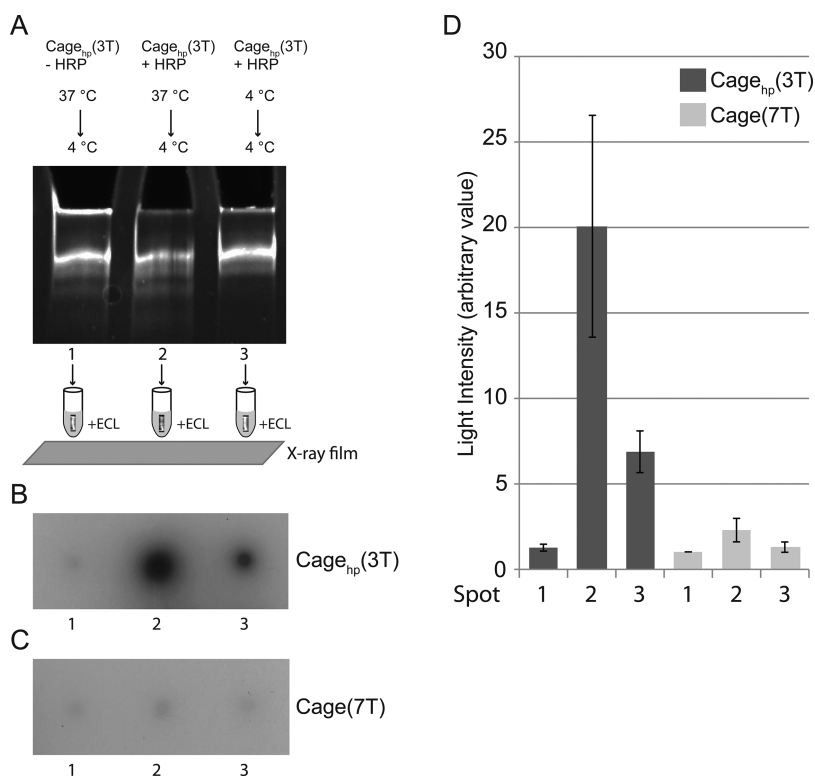 A
Cagehp(3T)
- HRP
Cagehp(3T)
+ HRP
Cagehp(3T)
+ HRP
37 °C
37 °C
4 °C
4 °C
4 °C
4 °C
1
2
3
+ECL
+ECL
+ECL
X-ray film
B
Cagehp(3T)
1
2
3
C
Cage(7T)
1
2
3
D
Light Intensity (arbitrary value)
30
25
20
15
10
5
0
Cagehp(3T)
Cage(7T)
Spot 1 2 3 1 2 3